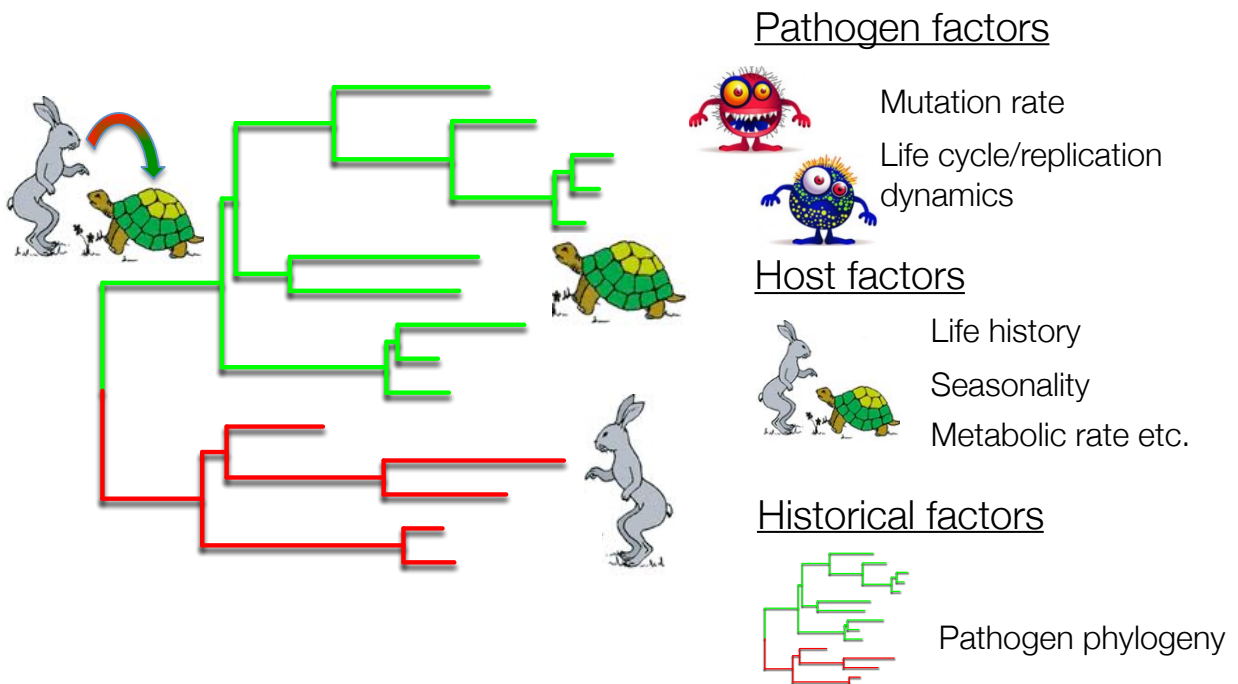 Pathogen factors
Mutation rate
Life cycle/replication
dynamics
Host factors
Life history
Seasonality
Metabolic rate etc.
Historical factors
Pathogen phylogeny